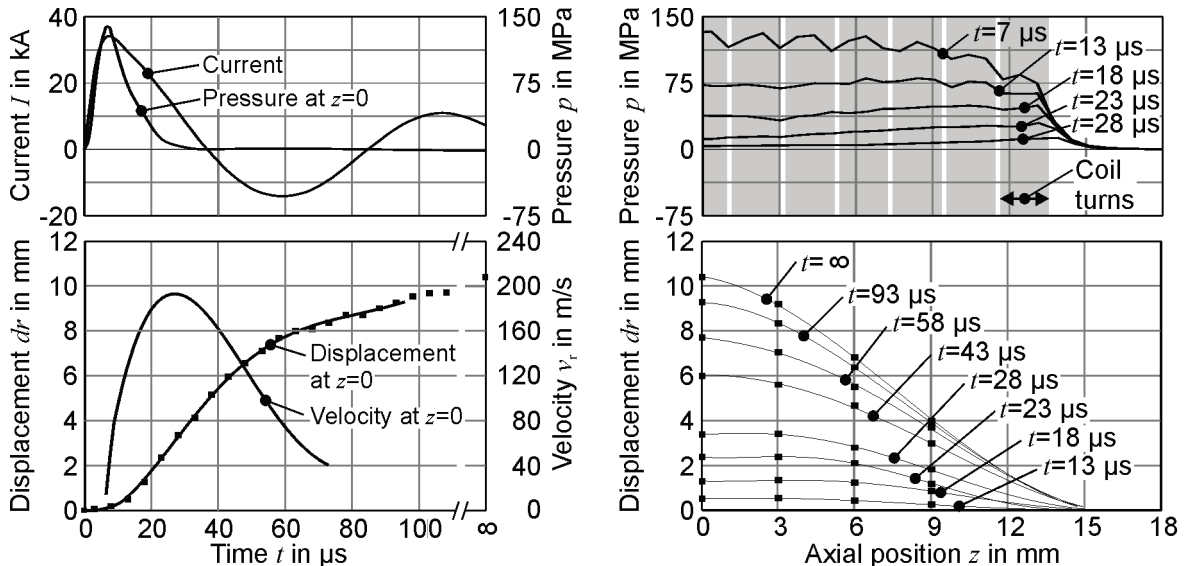 Current I in kA
40
20
0
-20
Current
Pressure at z=0
150
75
0
-75
Pressure p in MPa
Displacement dr in mm
12
10
8
6
4
2
0
Displacement
at z=0
Velocity at z=0
240
200
160
120
80
40
0
Velocity vr in m/s
0
20
40
60
80
100
∞
Time t in µs
Pressure p in MPa
150
75
0
-75
t=7 µs
t=13 µs
t=18 µs
t=23 µs
t=28 µs
Coil
turns
Displacement dr in mm
12
10
8
6
4
2
0
t=∞
t=93 µs
t=58 µs
t=43 µs
t=28 µs
t=23 µs
t=18 µs
t=13 µs
0
3
6
9
12
15
18
Axial position z in mm